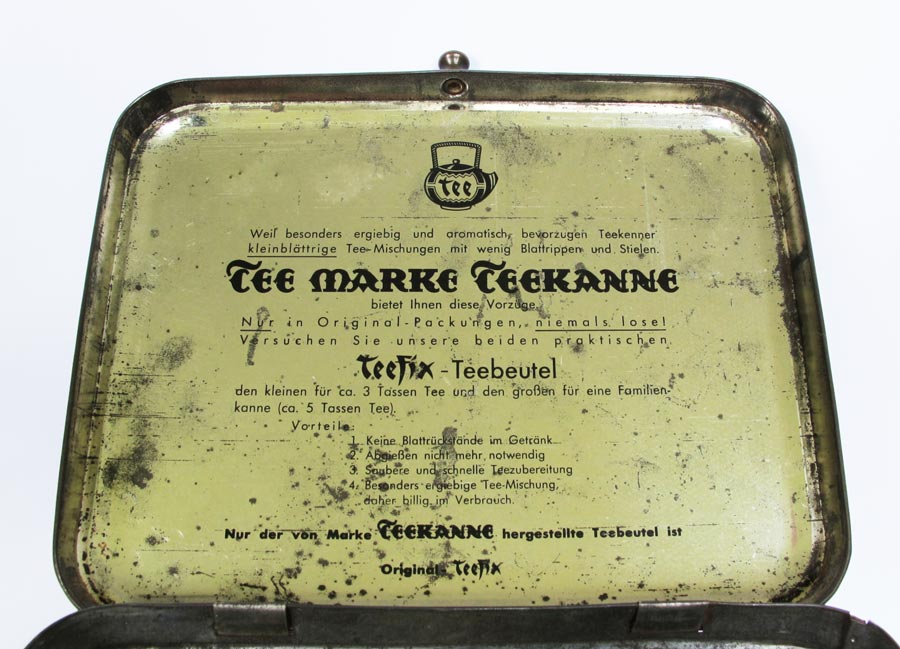 tee
Weil besonders ergiebig und aromatisch, bevorzugen Teekenner
kleinblättrige Tee-Mischungen mit wenig Blattrippen und Stielen.
TEE MARKE TEEKANNE
bietet Ihnen diese Vorzüge.
Nur in Original-Packungen, niemals lose!
Versuchen Sie unsere beiden praktischen
TeeFix-Teebeutel
den kleinen für ca. 3 Tassen Tee und den großen für eine Familien-
kanne (ca. 5 Tassen Tee).
Vorteile:
1. Keine Blattrückstände im Getränk
2. Abgießen nicht mehr notwendig
3. Saubere und schnelle Teezubereitung
4. Besonders ergiebige Tee-Mischung,
daher billig im Verbrauch.
Nur der von Marke TEEKANNE hergestellte Teebeutel ist
Original-TeeFix